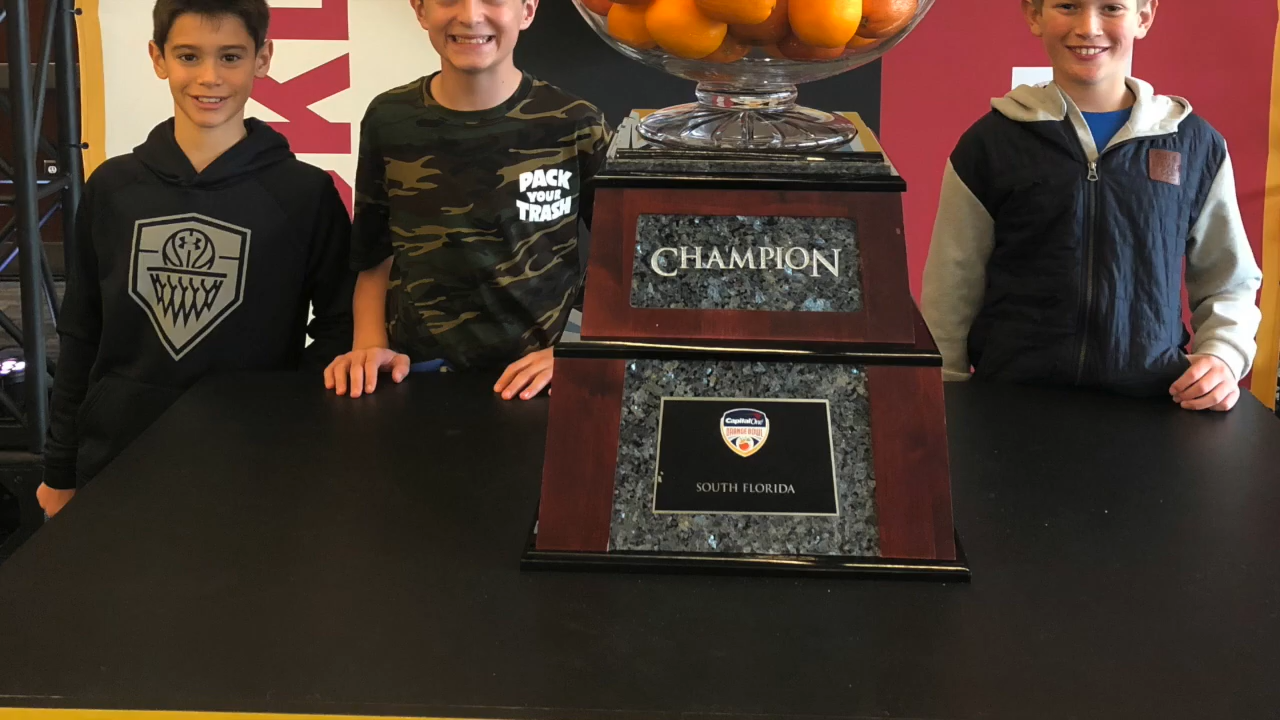 PACK
YOUR
TRASH
CHAMPION
Capital One
ORANGE BOWL
SOUTH FLORIDA